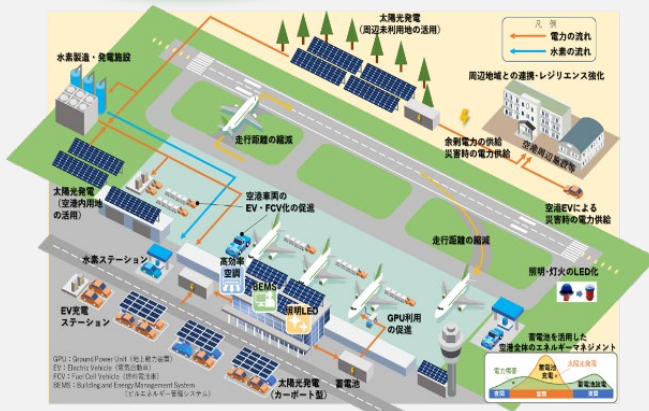 太陽光発電
(周辺未利用地の活用)
凡 例
電力の流れ
水素の流れ
水素製造・発電施設
周辺地域との連携・レジリエンス強化
走行距離の縮減
余剰電力の供給
災害時の電力供給
空港周辺施設等
太陽光発電
(空港内用地
の活用)
空港車両の
EV・FCV化の促進
空港EVによる
災害時の電力供給
走行距離の縮減
水素ステーション
高効率
空調
BEMS
照明LED
照明・灯火のLED化
EV充電
ステーション
GPU利用
の促進
蓄電池を活用した
空港全体のエネルギーマネジメント
GPU:Ground Power Unit(地上動力装置)
EV:Electric Vehicle(電気自動車)
FCV:Fuel Cell Vehicle(燃料電池車)
BEMS:Building and Energy Management System
(ビルエネルギー管理システム)
太陽光発電
(カーポート型)
蓄電池
電力需要
蓄電池
充電
太陽光発電
蓄電池放電
夜間
昼間
夜間